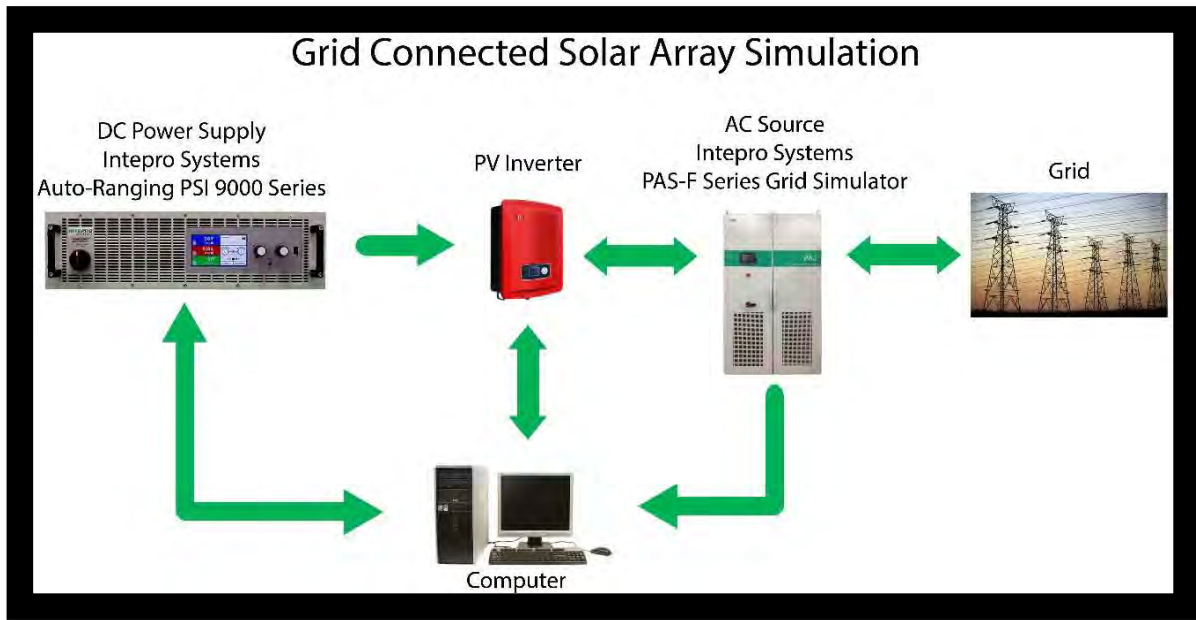 Grid Connected Solar Array Simulation
DC Power Supply
Intepro Systems
Auto-Ranging PSI 9000 Series
PV Inverter
AC Source
Intepro Systems
PAS-F Series Grid Simulator
Grid
Computer